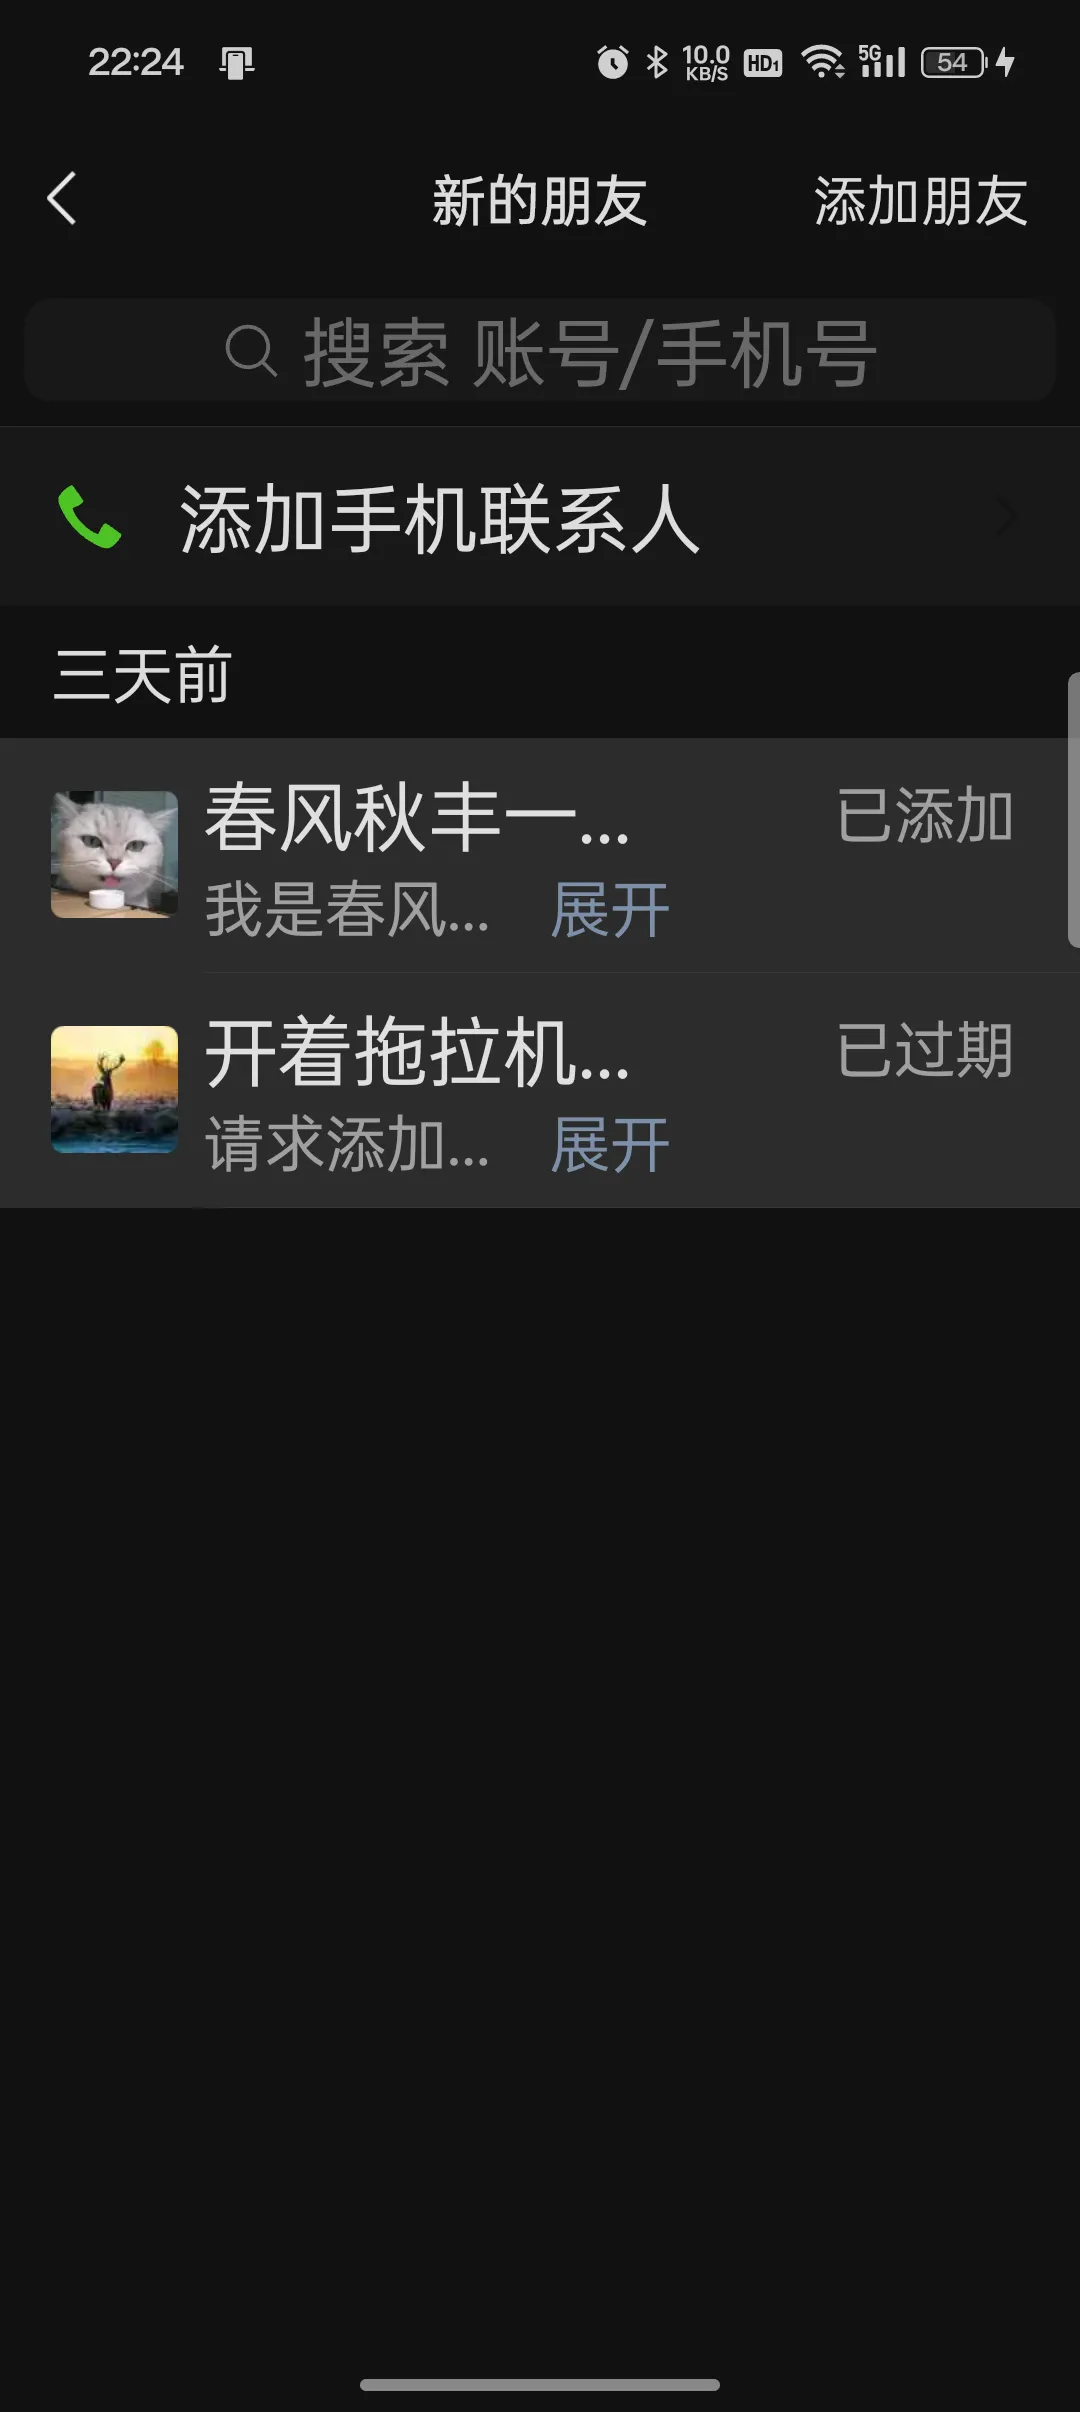 22:24
10.0 KB/S HD1 5G 54
新的朋友 添加朋友
搜索 账号/手机号
添加手机联系人
三天前
春风秋丰一... 已添加
我是春风... 展开
开着拖拉机... 已过期
请求添加... 展开